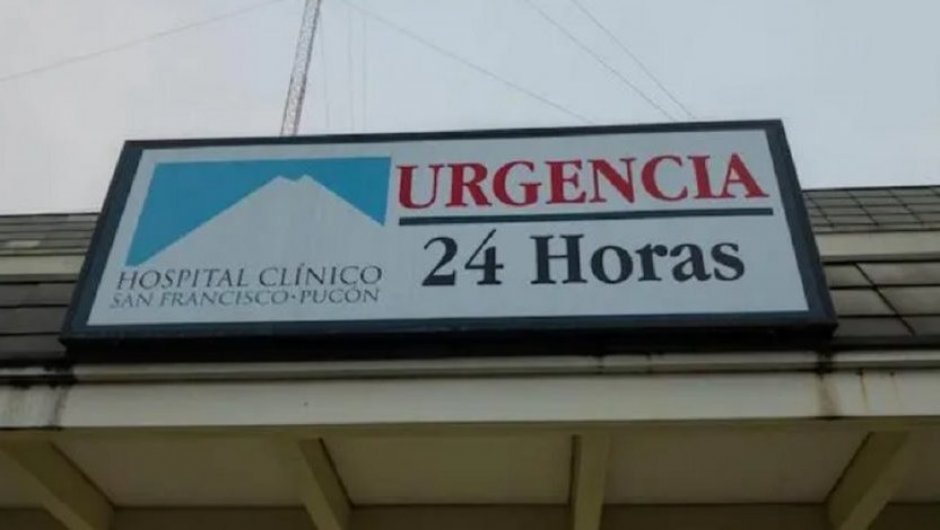 URGENCIA
24 Horas
HOSPITAL CLÍNICO
SAN FRANCISCO • PUCÓN